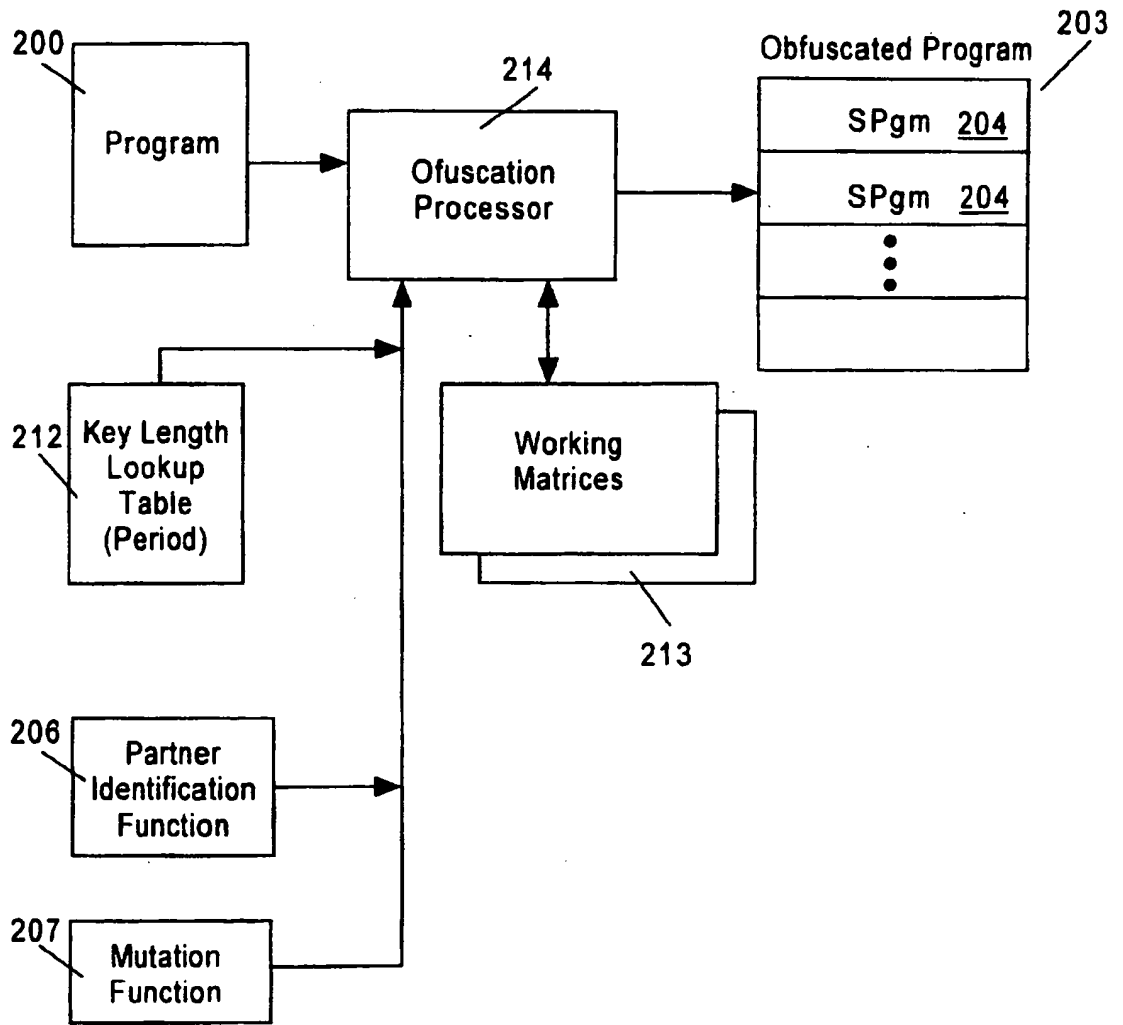 200
Program
214
Ofuscation
Processor
203
Obfuscated Program
SPgm 204
SPgm 204
212
Key Length
Lookup
Table
(Period)
Working
Matrices
213
206
Partner
Identification
Function
207
Mutation
Function